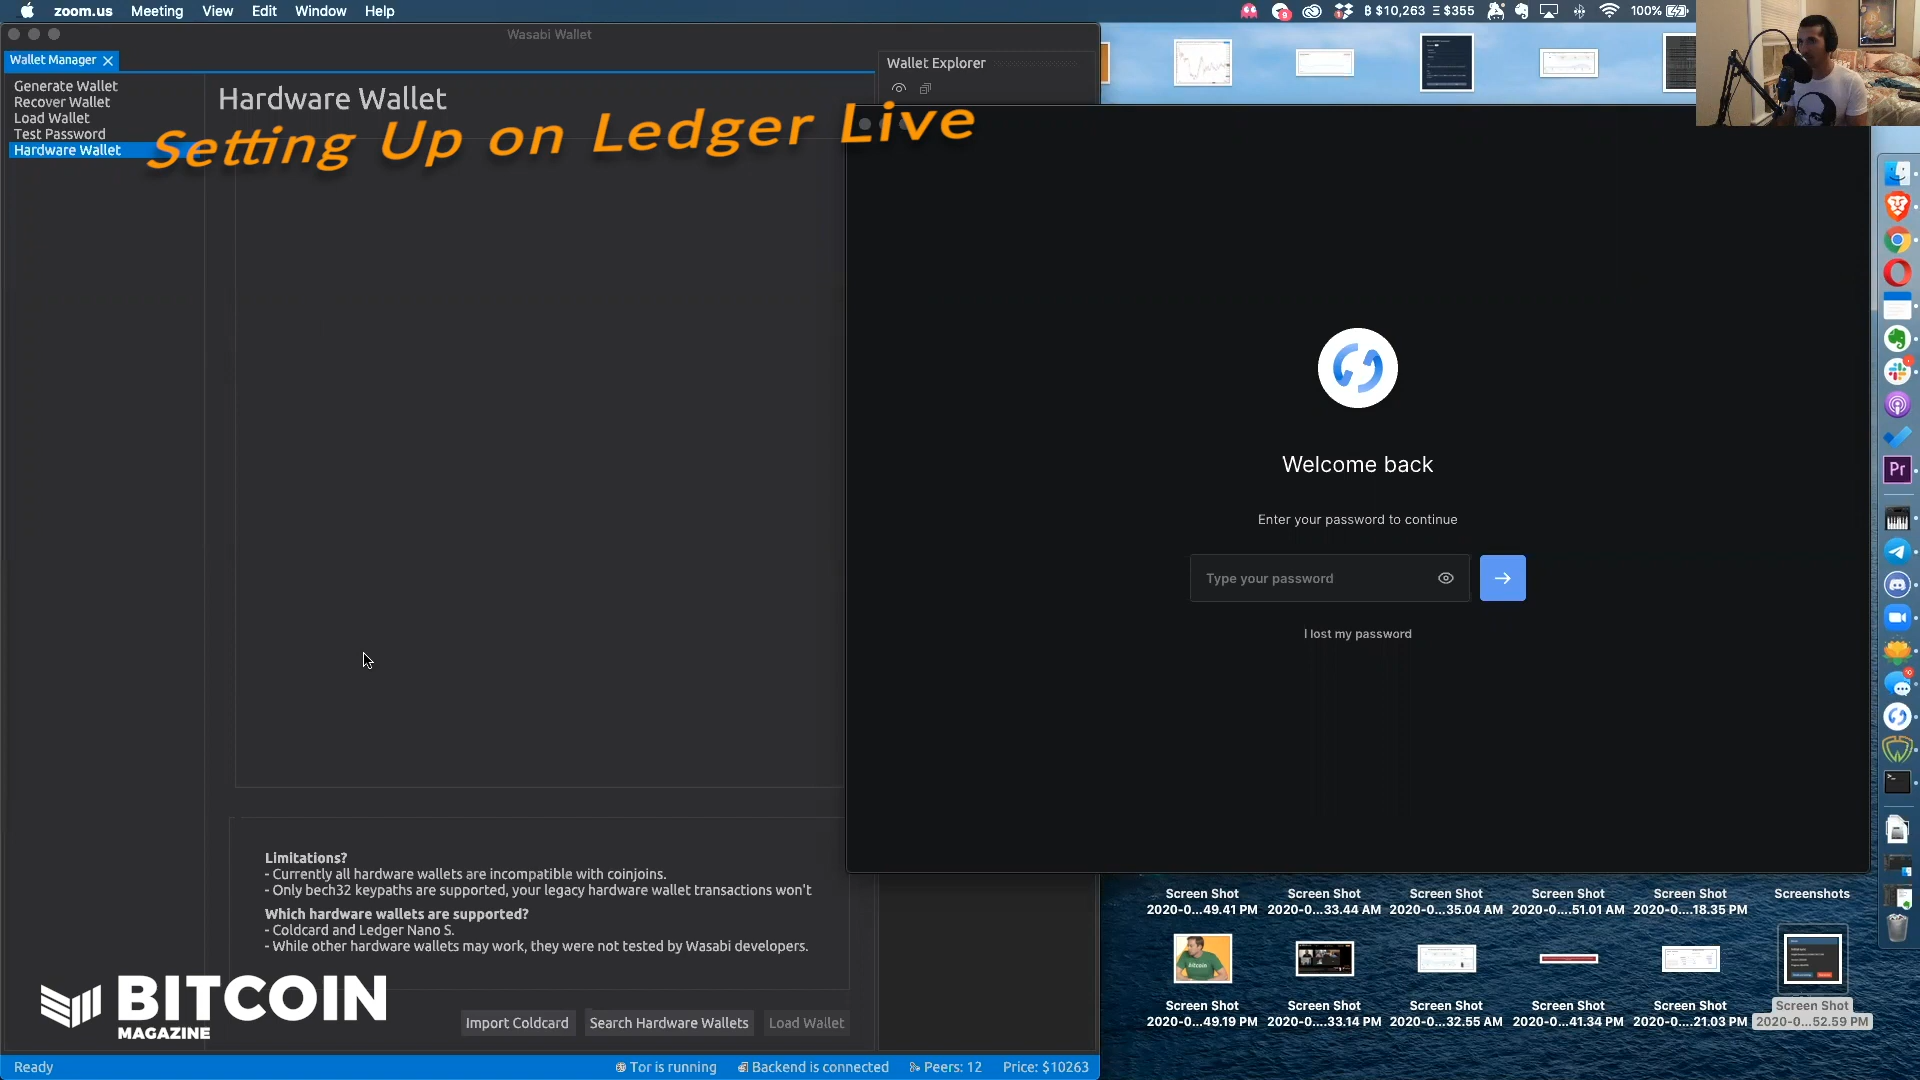 zoom.us Meeting View Edit Window Help
฿ $10,263 Ξ $355
100%
Wasabi Wallet
Wallet Manager
Generate Wallet
Recover Wallet
Load Wallet
Test Password
Hardware Wallet
Hardware Wallet
Wallet Explorer
Setting Up on Ledger Live
Welcome back
Enter your password to continue
Type your password
I lost my password
Limitations?
- Currently all hardware wallets are incompatible with coinjoins.
- Only bech32 keypaths are supported, your legacy hardware wallet transactions won't
Which hardware wallets are supported?
- Coldcard and Ledger Nano S.
- While other hardware wallets may work, they were not tested by Wasabi developers.
Import Coldcard
Search Hardware Wallets
Load Wallet
BITCOIN
MAGAZINE
Ready
Tor is running
Backend is connected
Peers: 12
Price: $10263
Screen Shot
2020-0...49.41 PM
Screen Shot
2020-0...33.44 AM
Screen Shot
2020-0...35.04 AM
Screen Shot
2020-0....51.01 AM
Screen Shot
2020-0....18.35 PM
Screenshots
Screen Shot
2020-0...49.19 PM
Screen Shot
2020-0....33.14 PM
Screen Shot
2020-0...32.55 AM
Screen Shot
2020-0...41.34 PM
Screen Shot
2020-0....21.03 PM
Screen Shot
2020-0...52.59 PM
Pr